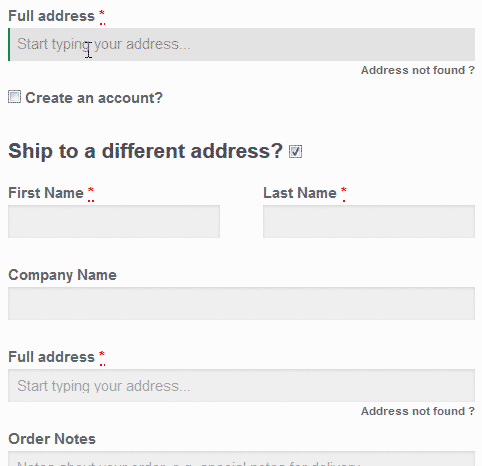 Full address *
Start typing your address...
Address not found ?
Create an account?
Ship to a different address?
First Name * Last Name *
Company Name
Full address *
Start typing your address...
Address not found ?
Order Notes
Notes about your order, e.g. special notes for delivery.